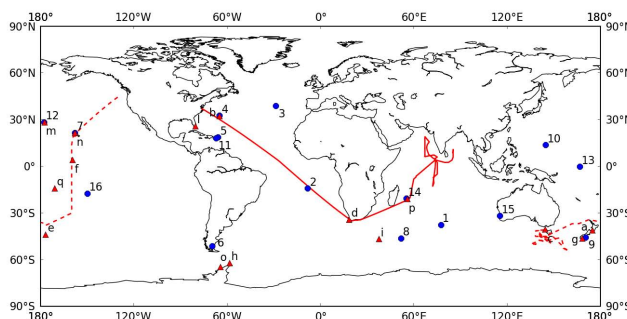 180°W 120°W 60°W 0° 60°E 120°E 180°E
90°N 90°N
60°N 60°N
30°N 30°N
12 b 4 3
m 7 5 10
n 11
0° f 13 0°
q 16 2 14
p
30°S 30°S
d 15
e 6 i 8 1 g a
9
o h
60°S 60°S
90°S 90°S
180°W 120°W 60°W 0° 60°E 120°E 180°E